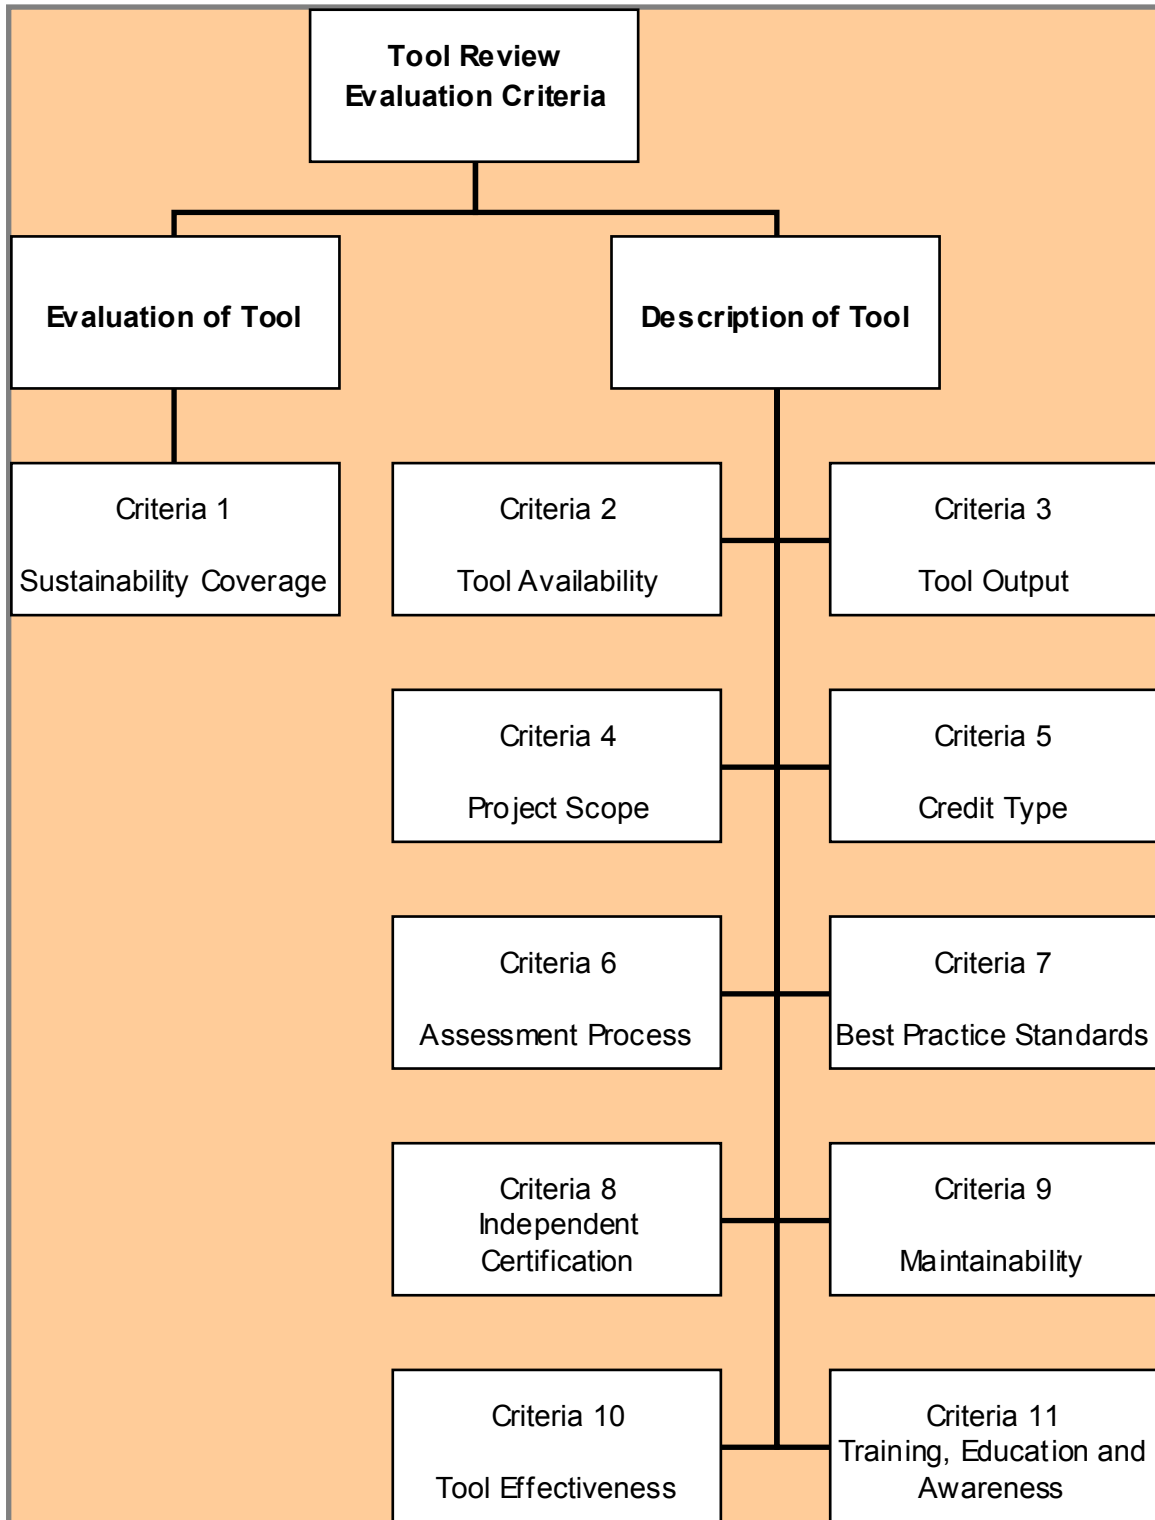 Tool Review
Evaluation Criteria
Evaluation of Tool
Description of Tool
Criteria 1
Sustainability Coverage
Criteria 2
Tool Availability
Criteria 3
Tool Output
Criteria 4
Project Scope
Criteria 5
Credit Type
Criteria 6
Assessment Process
Criteria 7
Best Practice Standards
Criteria 8
Independent
Certification
Criteria 9
Maintainability
Criteria 10
Tool Effectiveness
Criteria 11
Training, Education and
Awareness